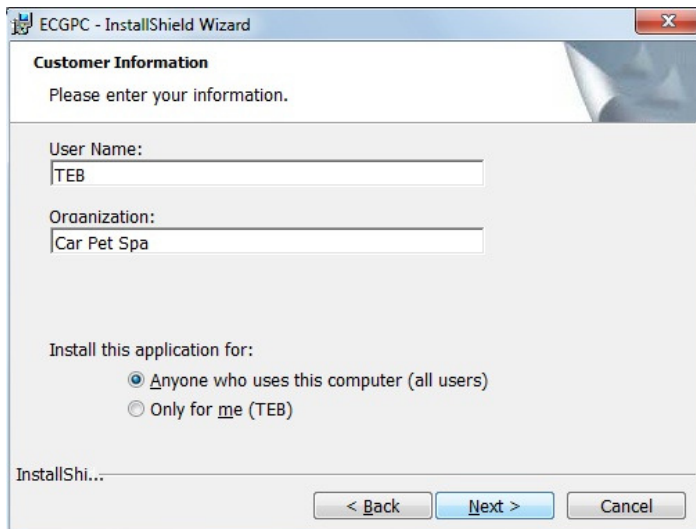 ECGPC - InstallShield Wizard
Customer Information
Please enter your information.
User Name:
TEB
Organization:
Car Pet Spa
Install this application for:
Anyone who uses this computer (all users)
Only for me (TEB)
InstallShi...
< Back Next > Cancel